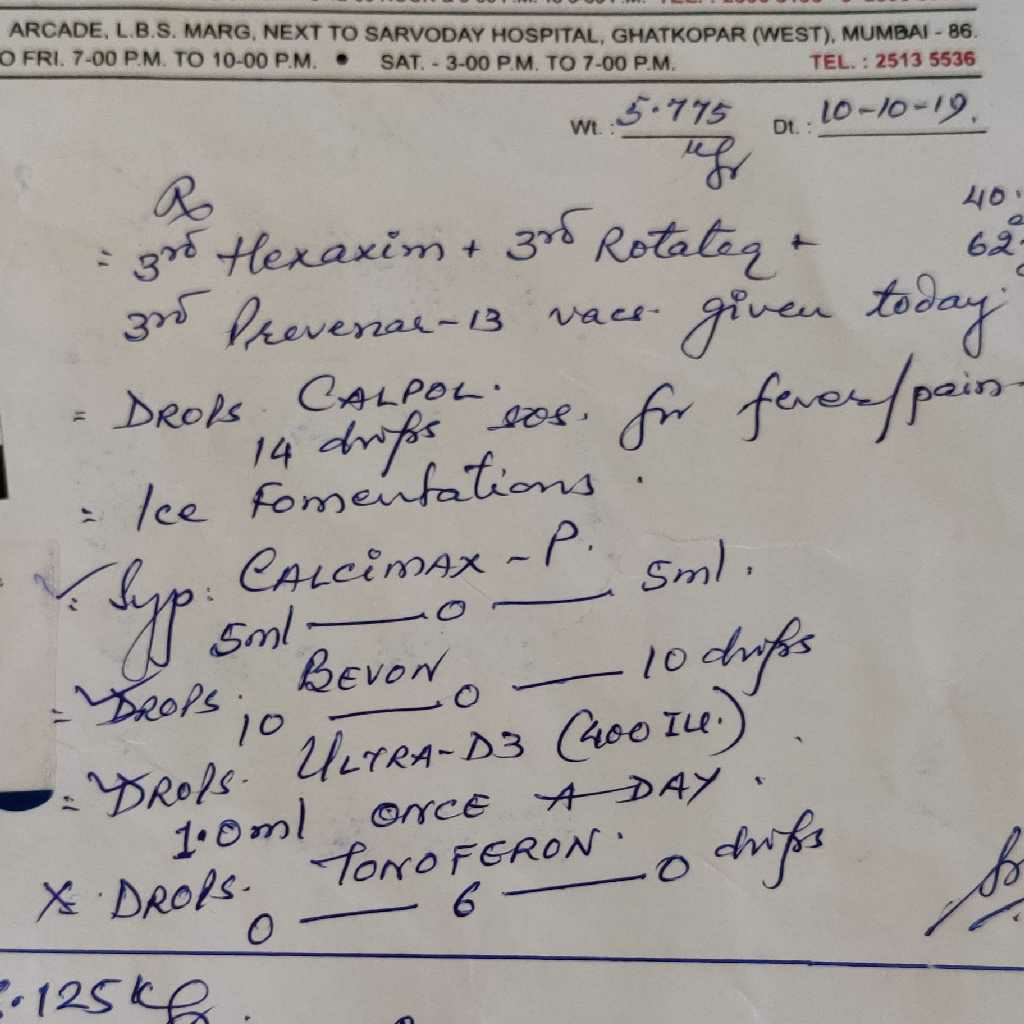 ARCADE, L.B.S. MARG, NEXT TO SARVODAY HOSPITAL, GHATKOPAR (WEST), MUMBAI - 86.
O FRI. 7-00 P.M. TO 10-00 P.M. • SAT. - 3-00 P.M. TO 7-00 P.M. TEL. : 2513 5536
Wt. : 5.775 Dt. : 10-10-19.
Rx
40.
= 3rd Hexaxim + 3rd Rotateq + 62
3rd Prevenar-13 vacc. given today.
= DROPS. CALPOL.
14 drops sos. for fever/pain
= Ice Fomentations.
Syp: CALCIMAX - P.
5ml — 0 — 5ml.
= DROPS. BEVON
10 — 0 — 10 drops
= DROPS. ULTRA-D3 (400 IU.)
1.0ml ONCE A DAY.
X DROPS. TONOFERON.
0 — 6 — 0 drops
.125 kg